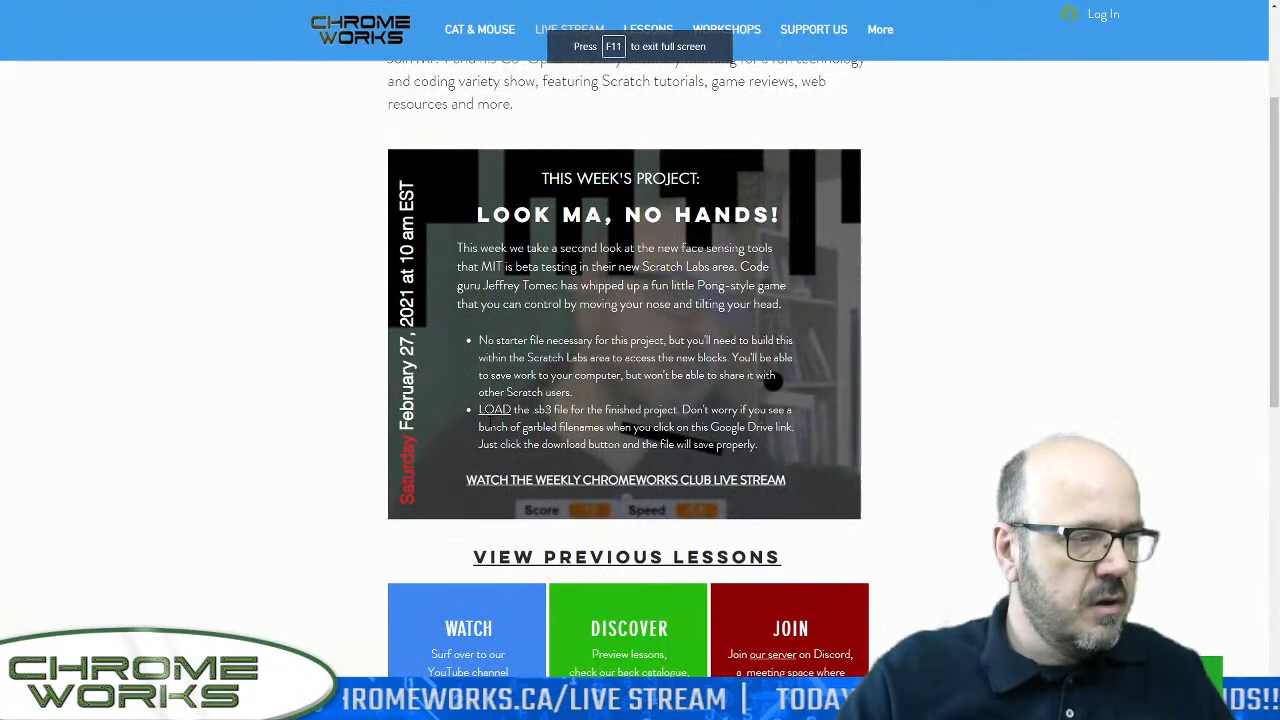 CHROME
WORKS
CAT & MOUSE
LIVE STREAM
LESSONS
WORKSHOPS
SUPPORT US
More
Log In
Press F11 to exit full screen
and coding variety show, featuring Scratch tutorials, game reviews, web
resources and more.
Saturday February 27, 2021 at 10 am EST
THIS WEEK'S PROJECT:
LOOK MA, NO HANDS!
This week we take a second look at the new face sensing tools
that MIT is beta testing in their new Scratch Labs area. Code
guru Jeffrey Tomec has whipped up a fun little Pong-style game
that you can control by moving your nose and tilting your head.
• No starter file necessary for this project, but you'll need to build this
within the Scratch Labs area to access the new blocks. You'll be able
to save work to your computer, but won't be able to share it with
other Scratch users.
• LOAD the .sb3 file for the finished project. Don't worry if you see a
bunch of garbled filenames when you click on this Google Drive link.
Just click the download button and the file will save properly.
WATCH THE WEEKLY CHROMEWORKS CLUB LIVE STREAM
Score Speed
VIEW PREVIOUS LESSONS
WATCH
Surf over to our
YouTube channel
DISCOVER
Preview lessons,
check our back catalogue,
JOIN
Join our server on Discord,
a meeting space where
CHROME
WORKS
HROMEWORKS.CA/LIVE STREAM | TODAY
NDS!!